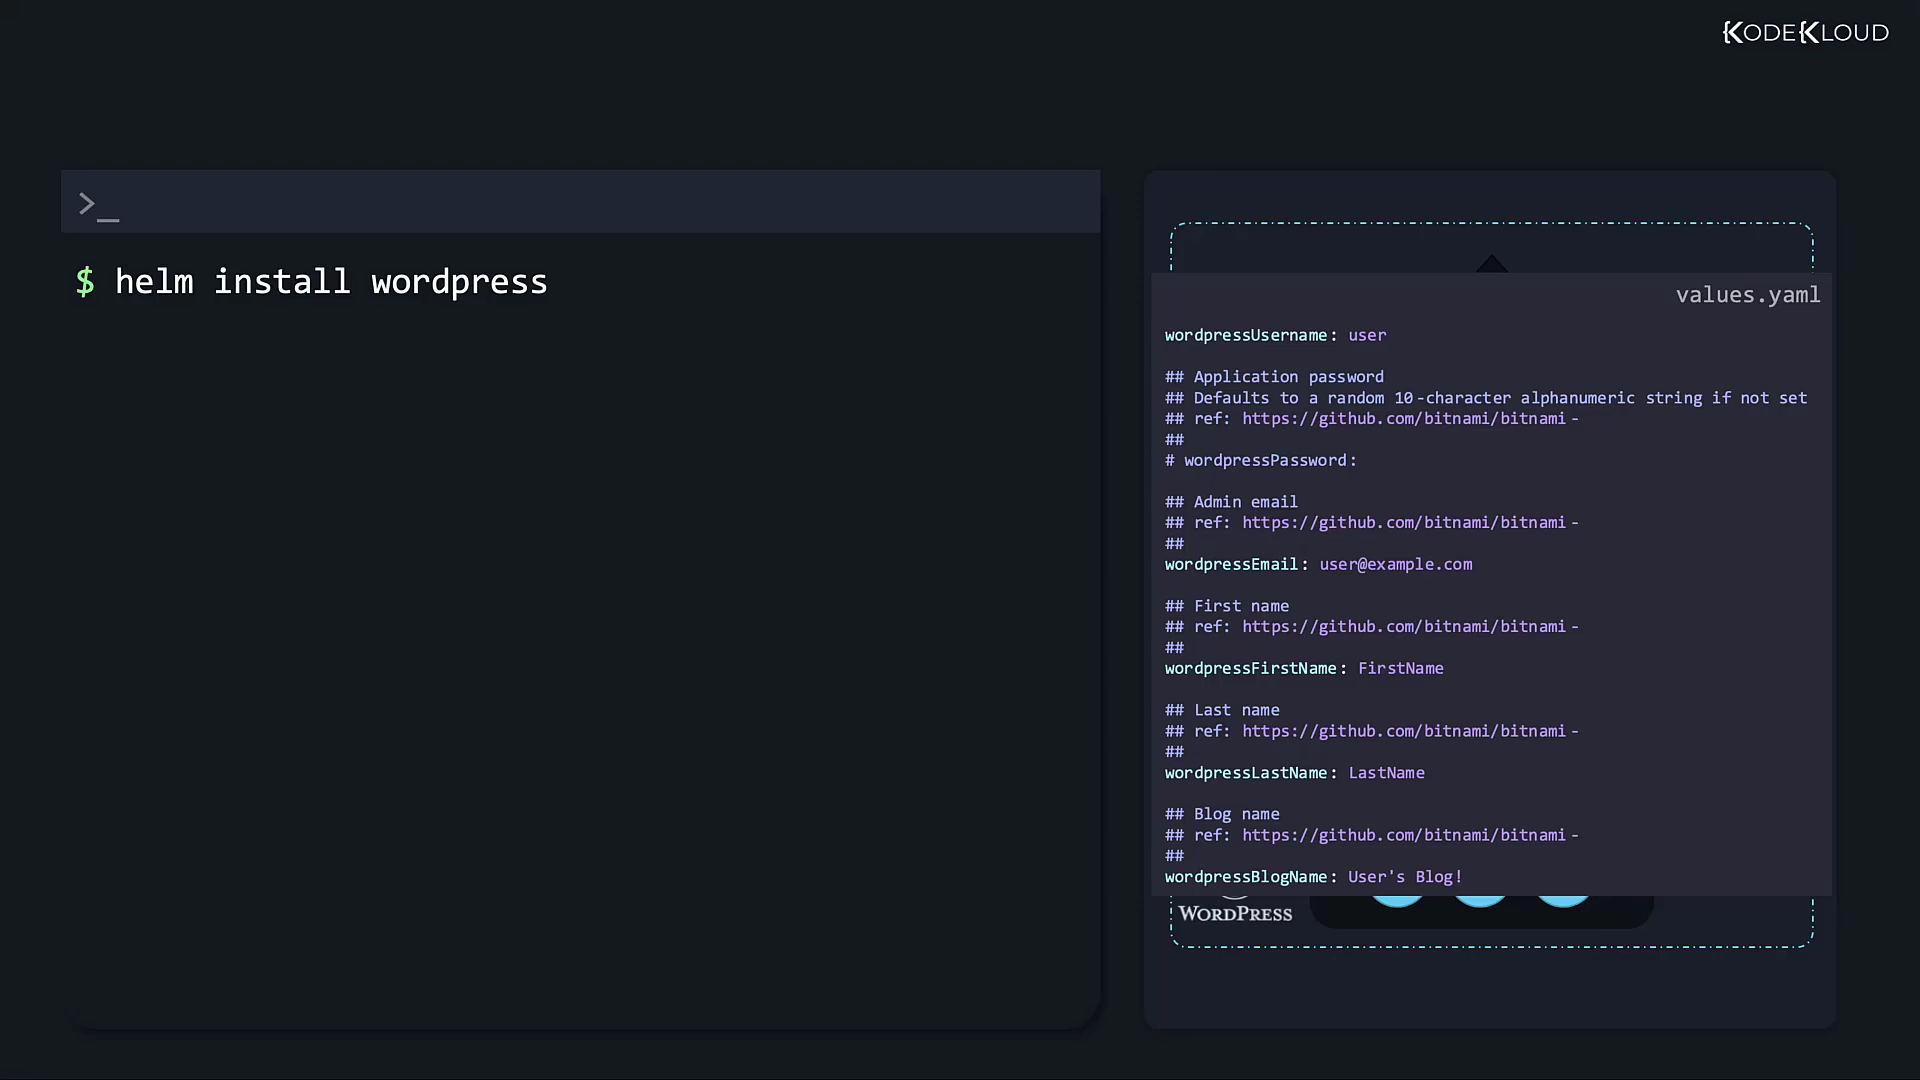 KODEKLOUD
>_
$ helm install wordpress
values.yaml
wordpressUsername: user
## Application password
## Defaults to a random 10-character alphanumeric string if not set
## ref: https://github.com/bitnami/bitnami-
##
# wordpressPassword:
## Admin email
## ref: https://github.com/bitnami/bitnami-
##
wordpressEmail: user@example.com
## First name
## ref: https://github.com/bitnami/bitnami-
##
wordpressFirstName: FirstName
## Last name
## ref: https://github.com/bitnami/bitnami-
##
wordpressLastName: LastName
## Blog name
## ref: https://github.com/bitnami/bitnami-
##
wordpressBlogName: User's Blog!
WORDPRESS